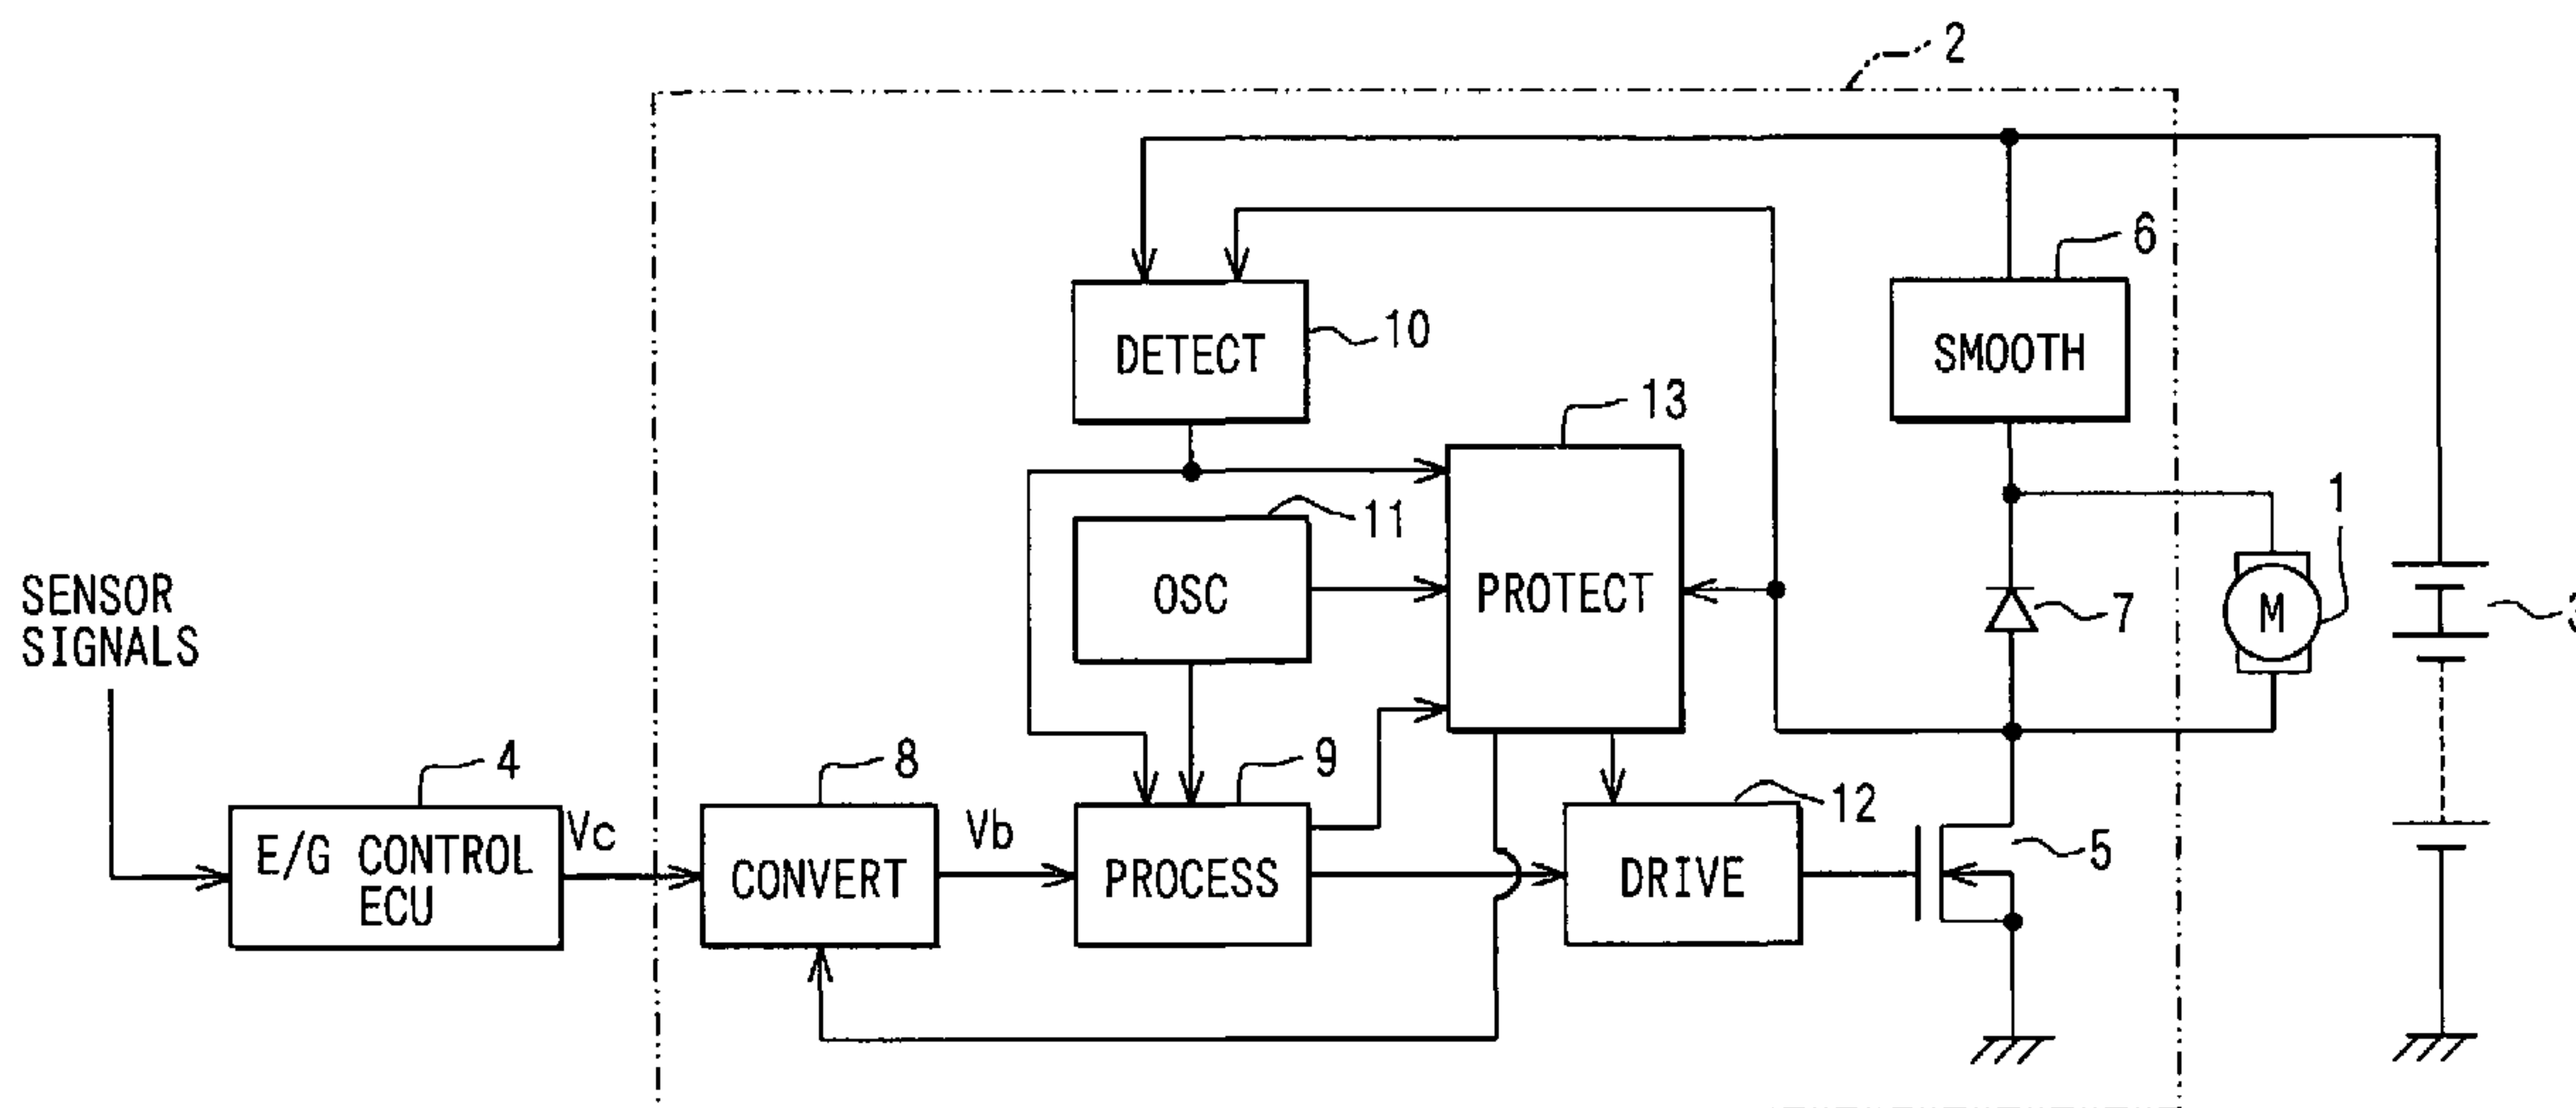 2
6
SMOOTH
DETECT
10
13
11
1
OSC
PROTECT
7
M
3
SENSOR
SIGNALS
4
8
9
12
5
E/G CONTROL
ECU
Vc
CONVERT
Vb
PROCESS
DRIVE